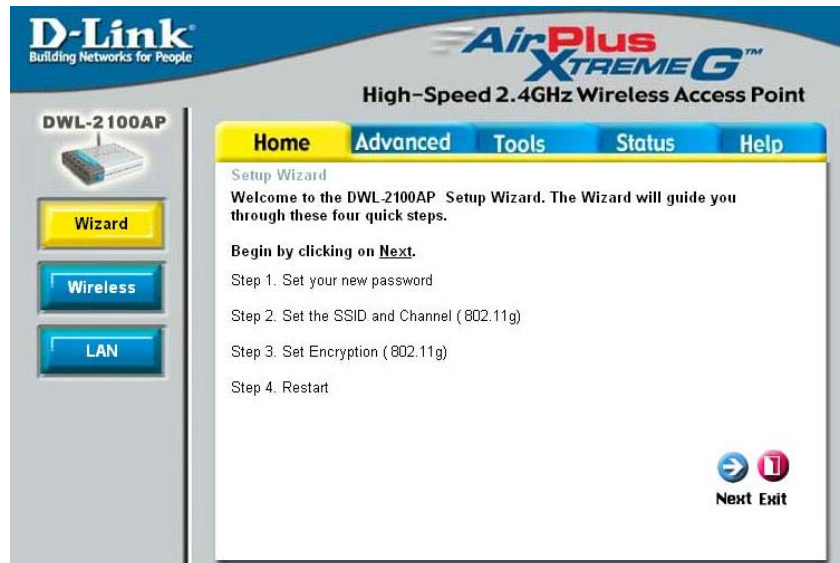 D-Link
Building Networks for People
AirPlus
XTREME G™
High-Speed 2.4GHz Wireless Access Point
DWL-2100AP
Home Advanced Tools Status Help
Wizard
Wireless
LAN
Setup Wizard
Welcome to the DWL-2100AP Setup Wizard. The Wizard will guide you
through these four quick steps.
Begin by clicking on Next.
Step 1. Set your new password
Step 2. Set the SSID and Channel ( 802.11g)
Step 3. Set Encryption ( 802.11g)
Step 4. Restart
Next Exit